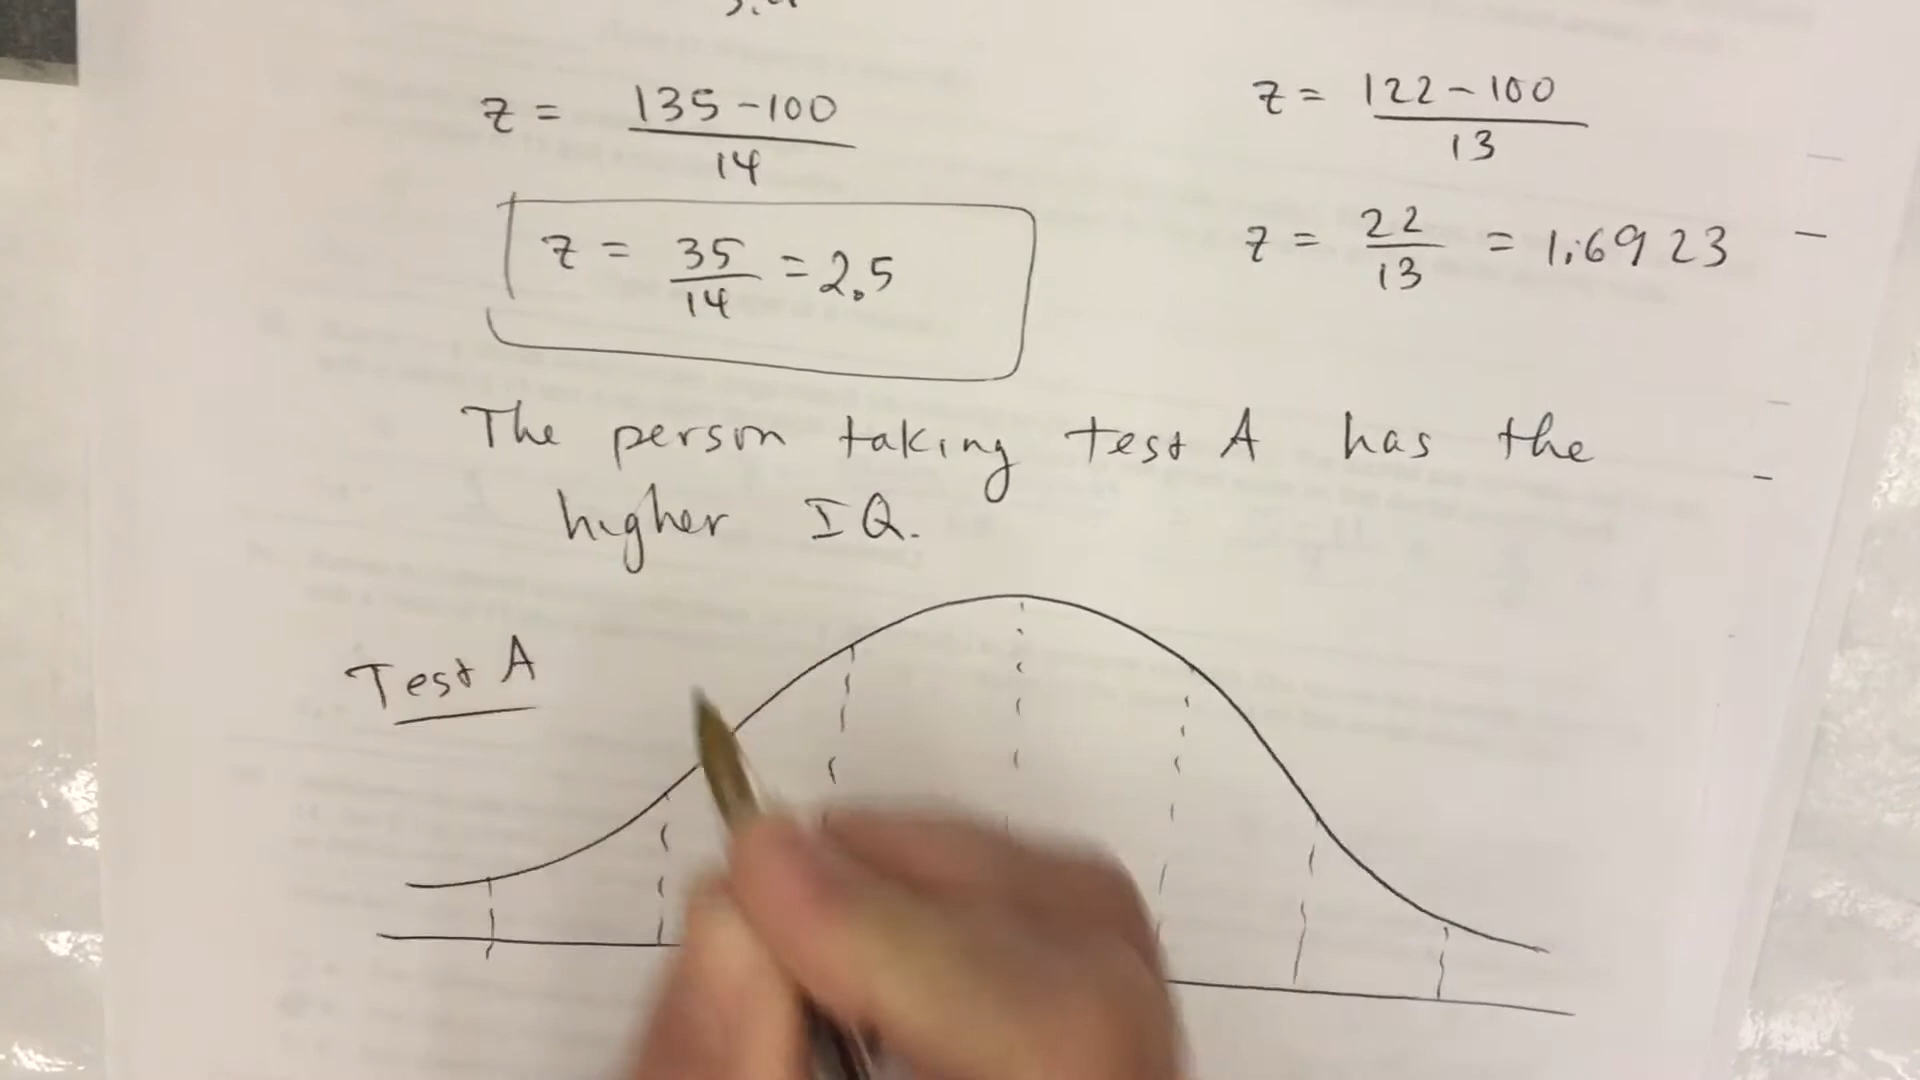 z = 135 - 100 / 14
z = 35/14 = 2.5
z = 122 - 100 / 13
z = 22/13 = 1.6923
The person taking test A has the
higher IQ.
Test A